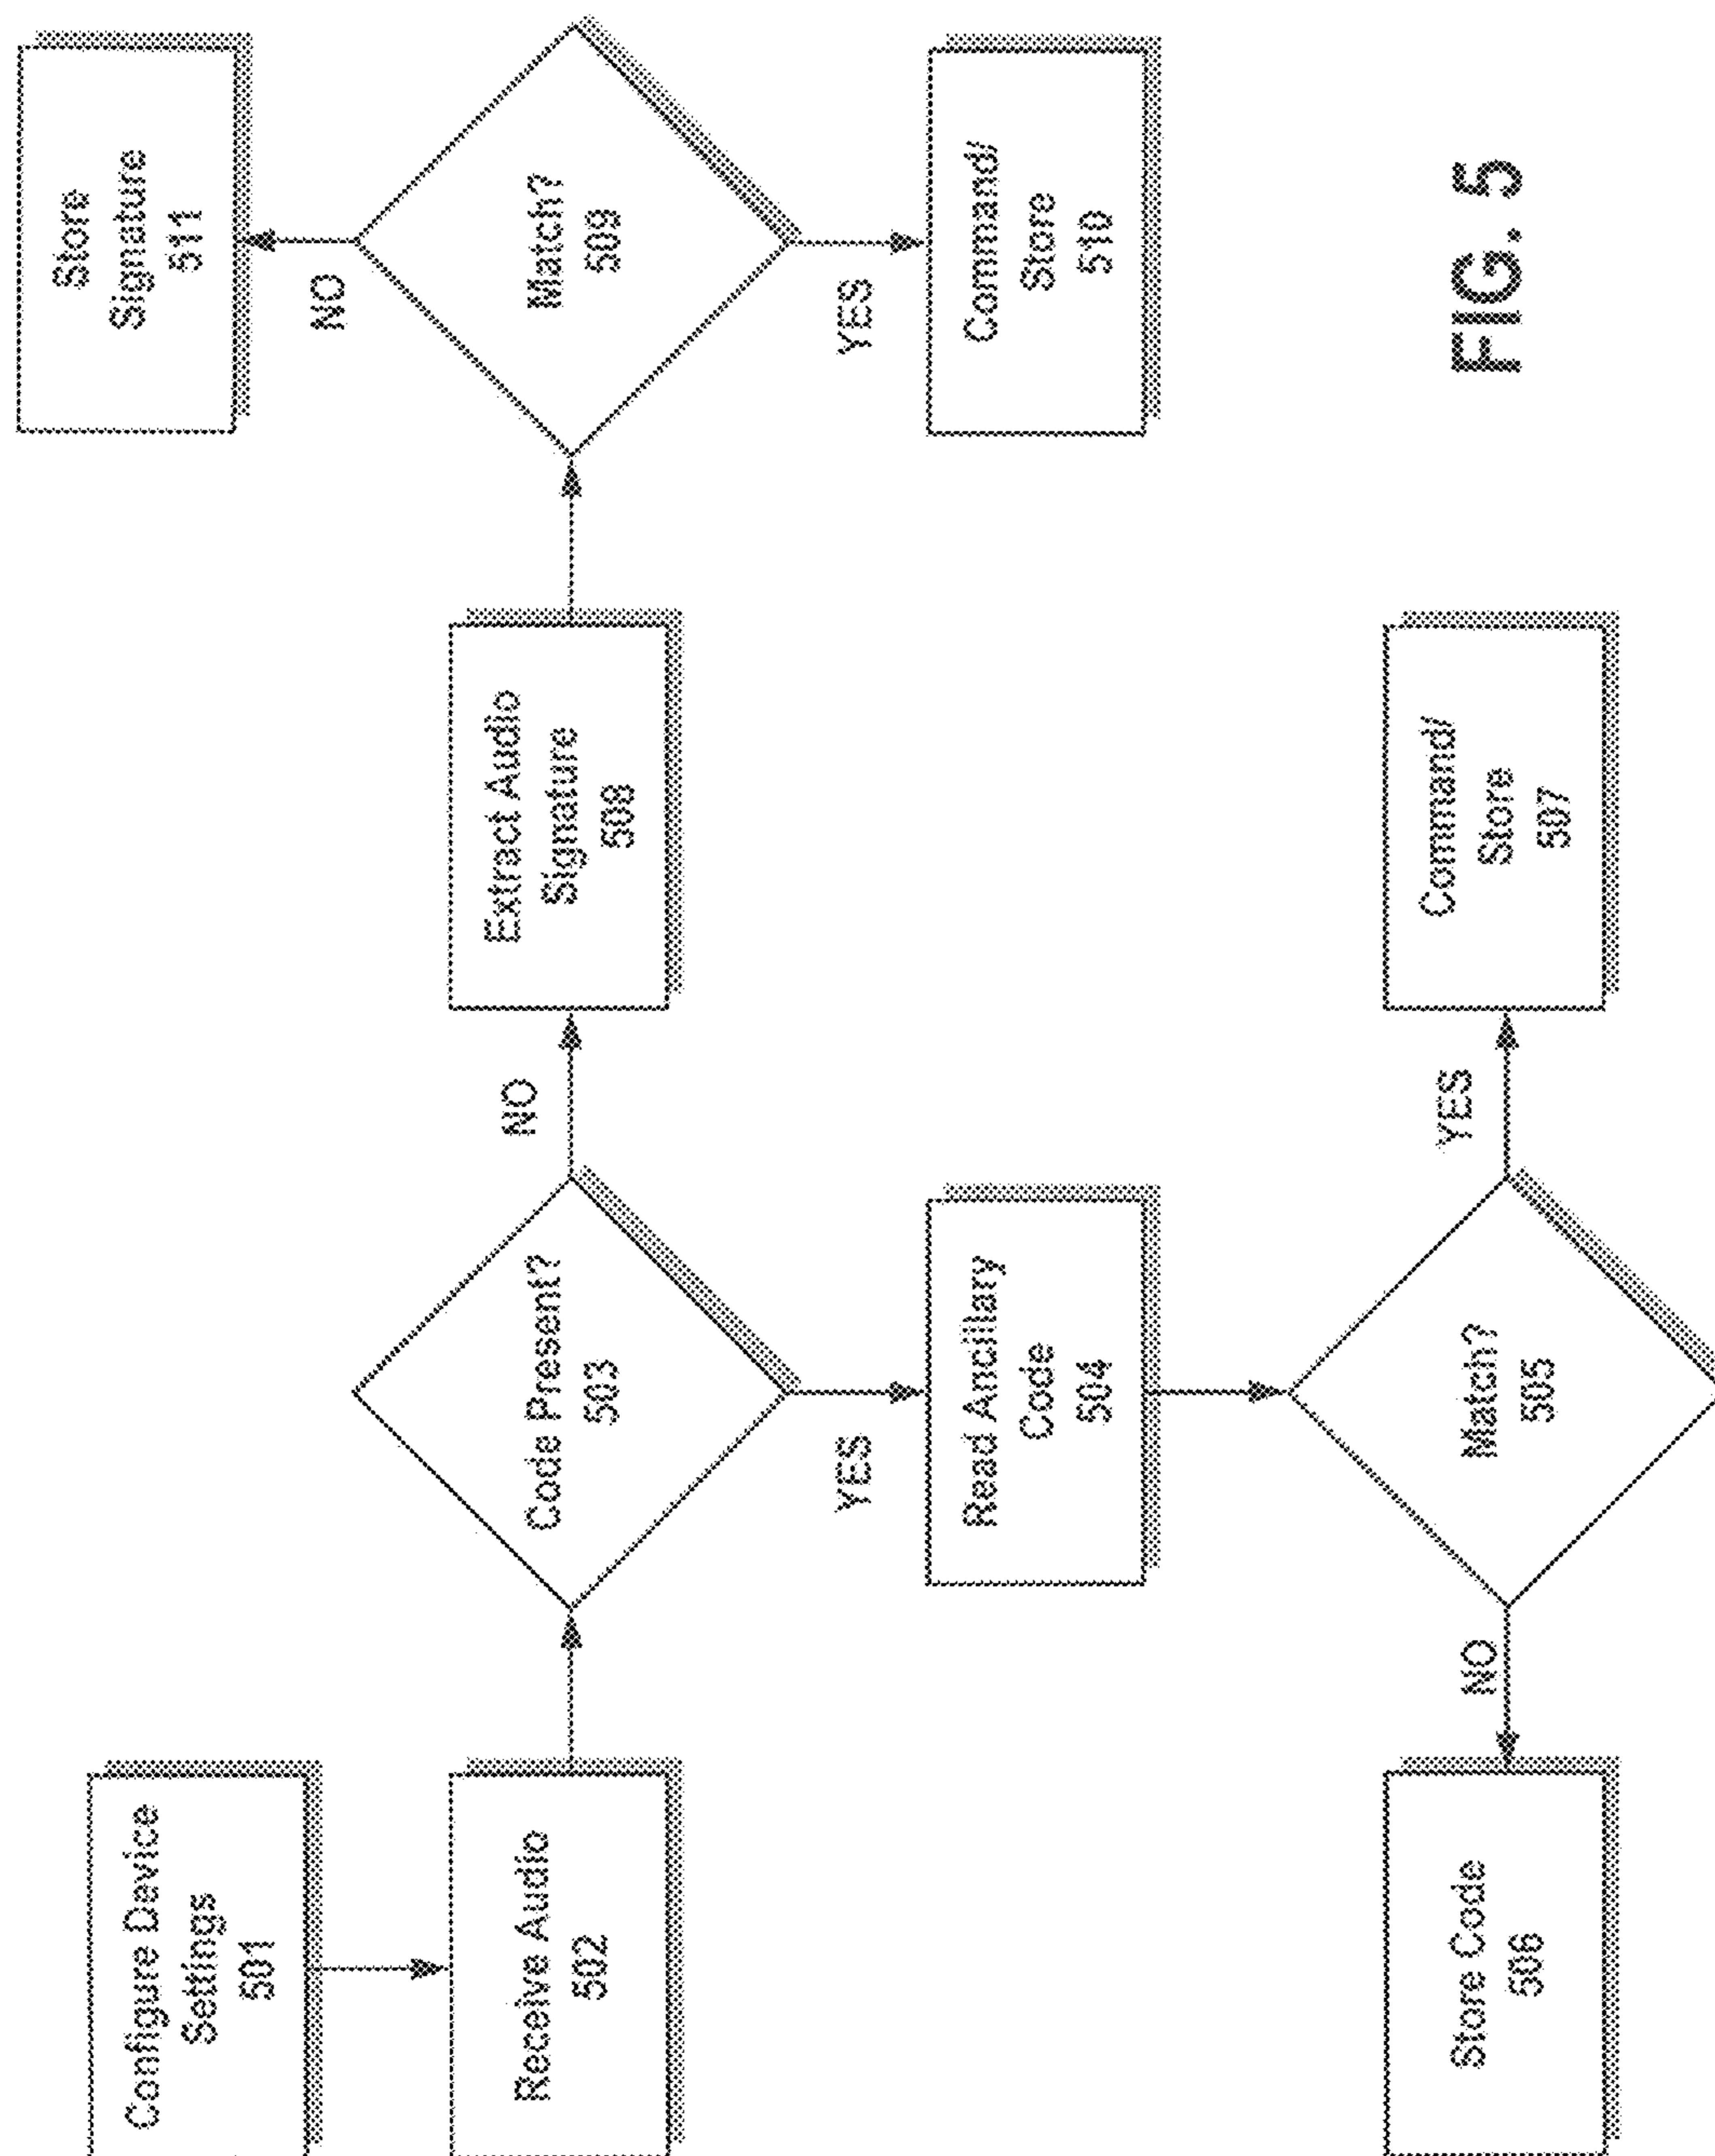 Configure Device
Settings
501
Receive Audio
502
Code Present?
503
NO
YES
Extract Audio
Signature
508
Match?
509
NO
YES
Store
Signature
511
Command/
Store
510
Read Ancillary
Code
504
Match?
505
NO
YES
Store Code
506
Command/
Store
507
FIG. 5